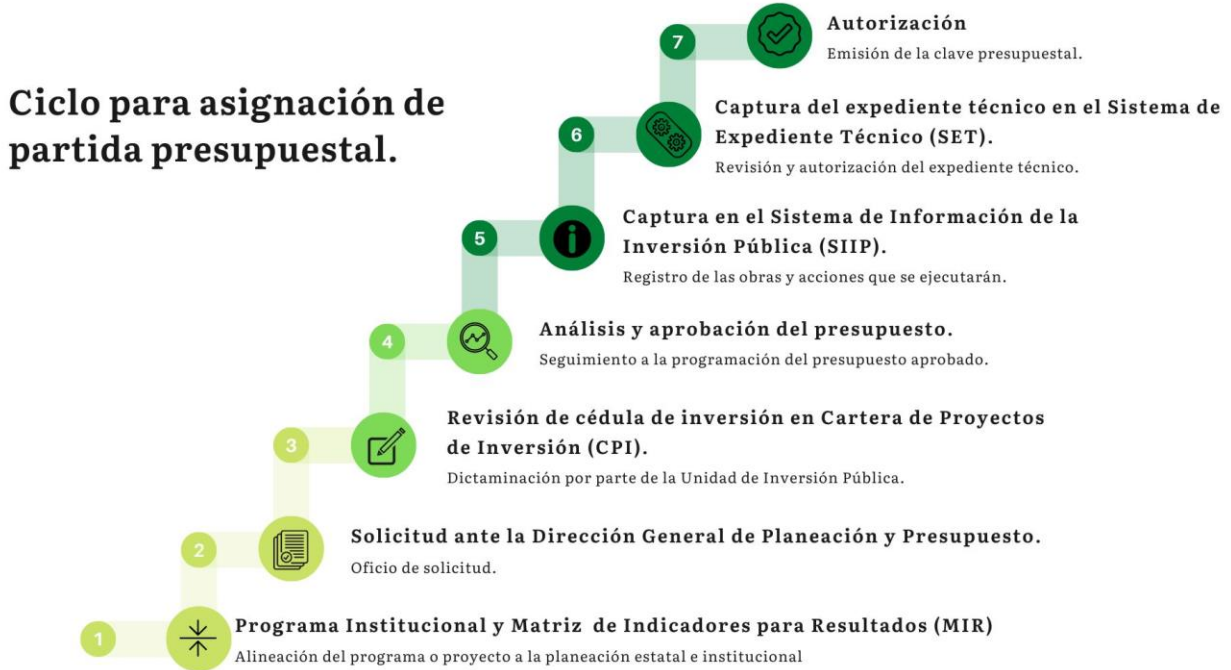 Ciclo para asignación de
partida presupuestal.
7
Autorización
Emisión de la clave presupuestal.
6
Captura del expediente técnico en el Sistema de
Expediente Técnico (SET).
Revisión y autorización del expediente técnico.
5
Captura en el Sistema de Información de la
Inversión Pública (SIIP).
Registro de las obras y acciones que se ejecutarán.
4
Análisis y aprobación del presupuesto.
Seguimiento a la programación del presupuesto aprobado.
3
Revisión de cédula de inversión en Cartera de Proyectos
de Inversión (CPI).
Dictaminación por parte de la Unidad de Inversión Pública.
2
Solicitud ante la Dirección General de Planeación y Presupuesto.
Oficio de solicitud.
1
Programa Institucional y Matriz de Indicadores para Resultados (MIR)
Alineación del programa o proyecto a la planeación estatal e institucional